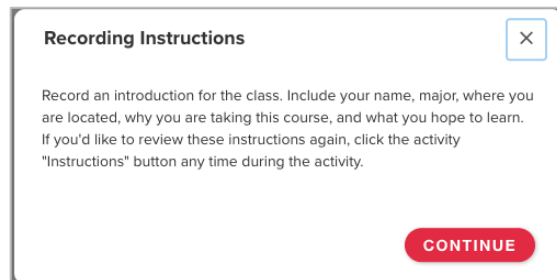 Recording Instructions
Record an introduction for the class. Include your name, major, where you
are located, why you are taking this course, and what you hope to learn.
If you'd like to review these instructions again, click the activity
"Instructions" button any time during the activity.
CONTINUE